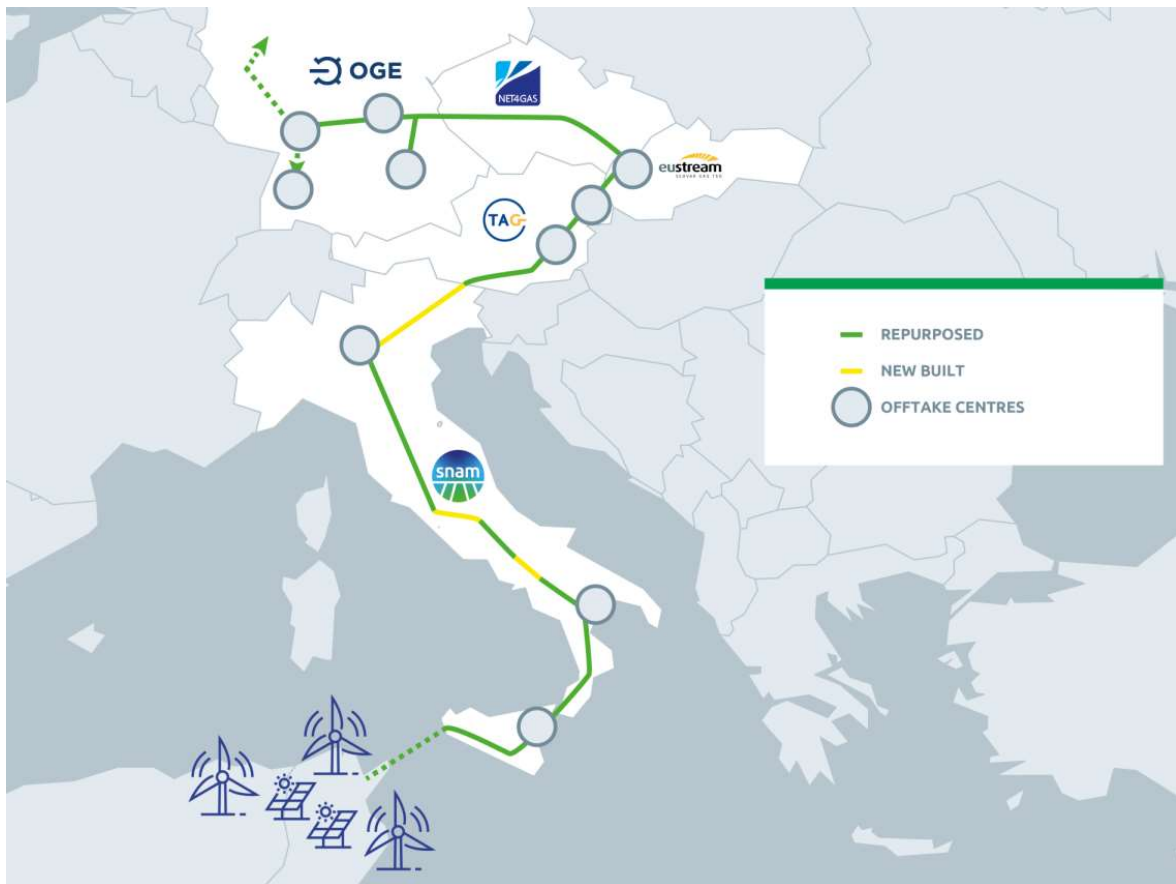 OGE
NET4GAS
eustream
SLOVAK GAS TSO
TAG
REPURPOSED
NEW BUILT
OFFTAKE CENTRES
snam